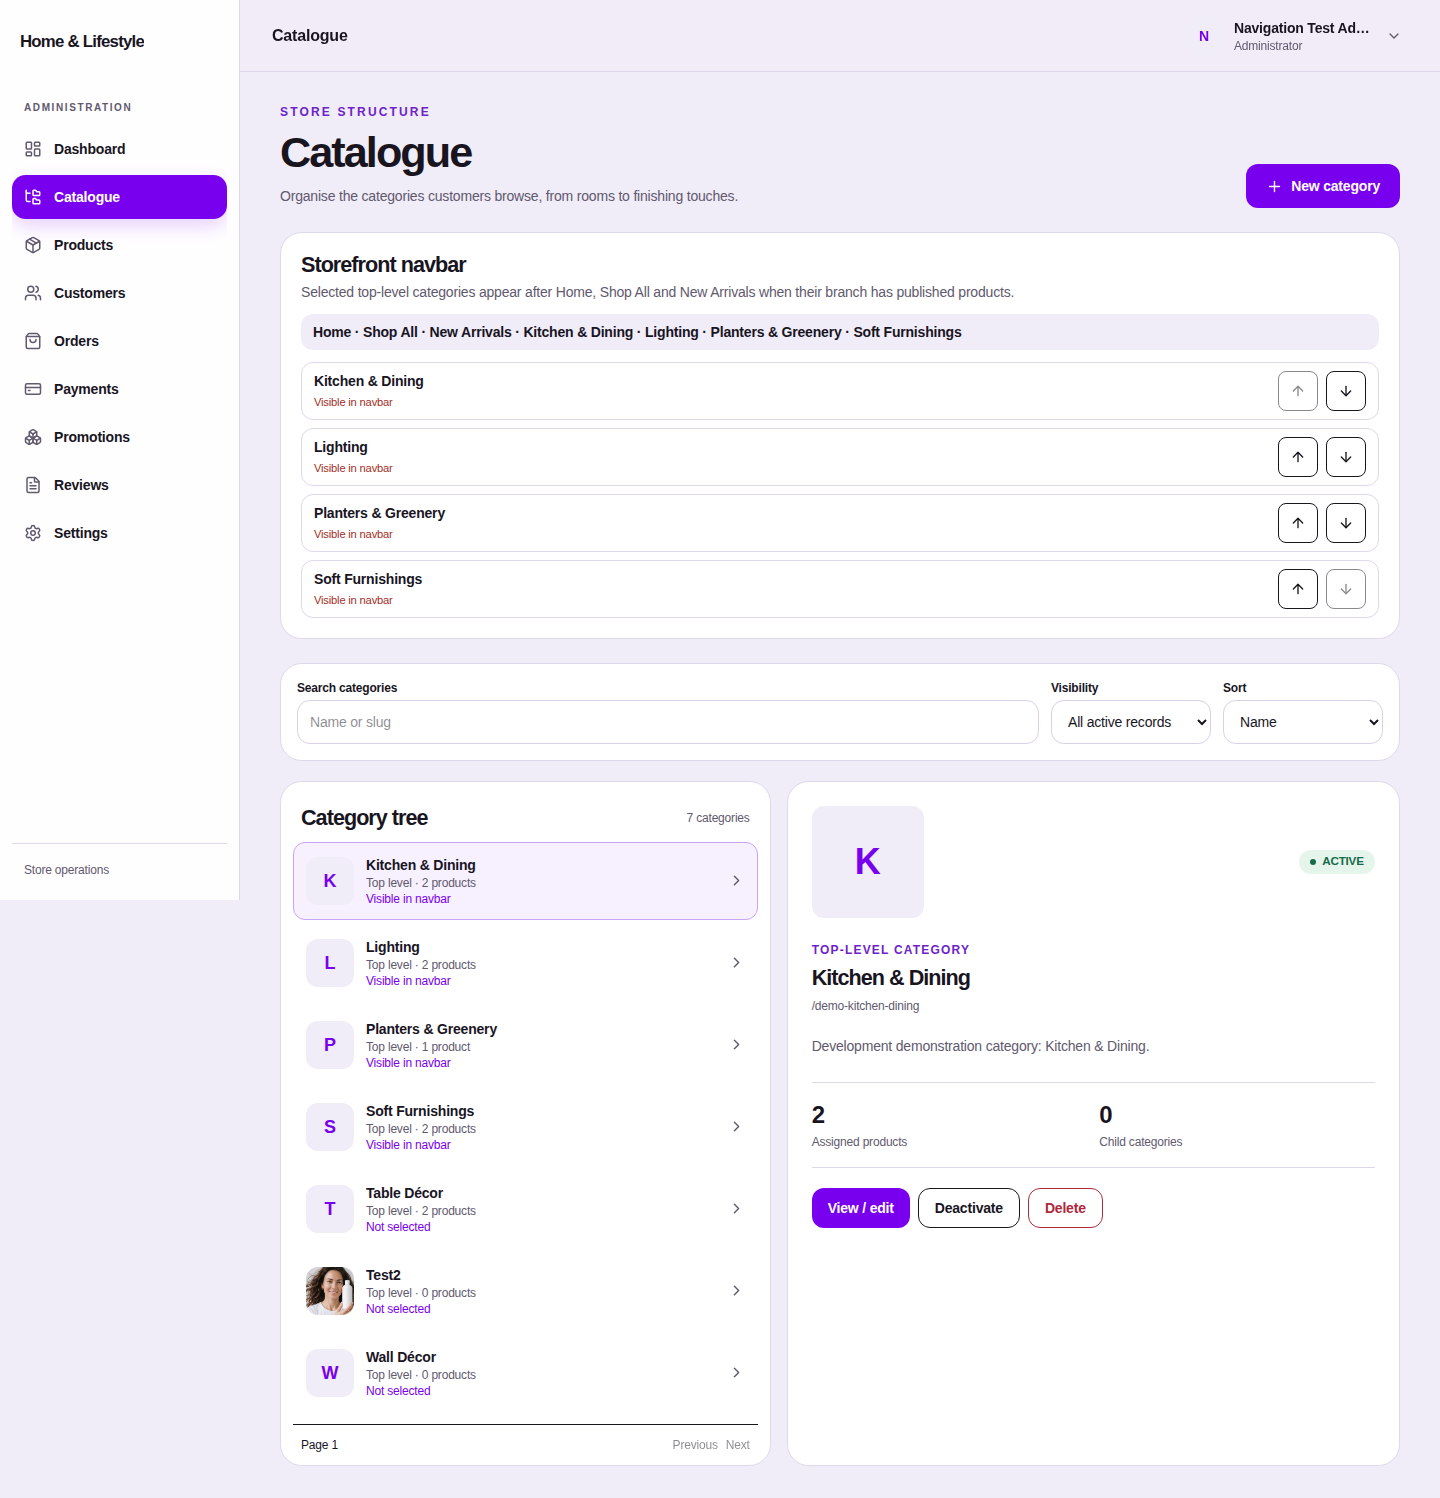 Home & Lifestyle
ADMINISTRATION
Dashboard
Catalogue
Products
Customers
Orders
Payments
Promotions
Reviews
Settings
Store operations
Catalogue
N
Navigation Test Ad…
Administrator
STORE STRUCTURE
Catalogue
Organise the categories customers browse, from rooms to finishing touches.
New category
Storefront navbar
Selected top-level categories appear after Home, Shop All and New Arrivals when their branch has published products.
Home · Shop All · New Arrivals · Kitchen & Dining · Lighting · Planters & Greenery · Soft Furnishings
Kitchen & Dining
Visible in navbar
Lighting
Visible in navbar
Planters & Greenery
Visible in navbar
Soft Furnishings
Visible in navbar
Search categories
Name or slug
Visibility
All active records
Sort
Name
Category tree
7 categories
K
Kitchen & Dining
Top level · 2 products
Visible in navbar
L
Lighting
Top level · 2 products
Visible in navbar
P
Planters & Greenery
Top level · 1 product
Visible in navbar
S
Soft Furnishings
Top level · 2 products
Visible in navbar
T
Table Décor
Top level · 2 products
Not selected
Test2
Top level · 0 products
Not selected
W
Wall Décor
Top level · 0 products
Not selected
Page 1
Previous Next
K
ACTIVE
TOP-LEVEL CATEGORY
Kitchen & Dining
/demo-kitchen-dining
Development demonstration category: Kitchen & Dining.
2
Assigned products
0
Child categories
View / edit
Deactivate
Delete